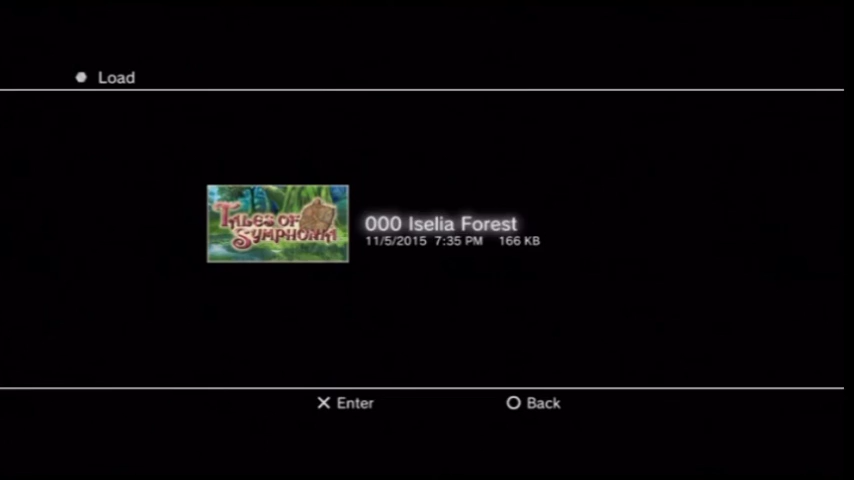 Load
TALES OF
SYMPHONIA
000 Iselia Forest
11/5/2015 7:35 PM 166 KB
Enter
Back